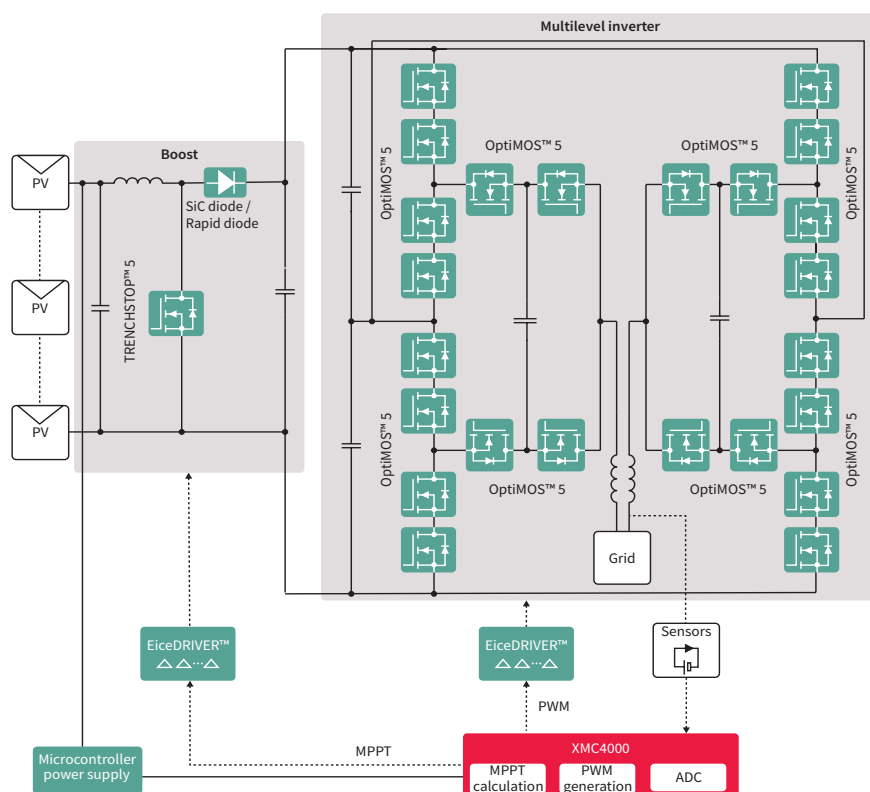 Multilevel inverter
Boost
PV
SiC diode /
Rapid diode
TRENCHSTOP™ 5
PV
PV
OptiMOS™ 5
OptiMOS™ 5
OptiMOS™ 5
OptiMOS™ 5
OptiMOS™ 5
OptiMOS™ 5
OptiMOS™ 5
OptiMOS™ 5
Grid
EiceDRIVER™
EiceDRIVER™
Sensors
PWM
MPPT
Microcontroller
power supply
XMC4000
MPPT
calculation
PWM
generation
ADC